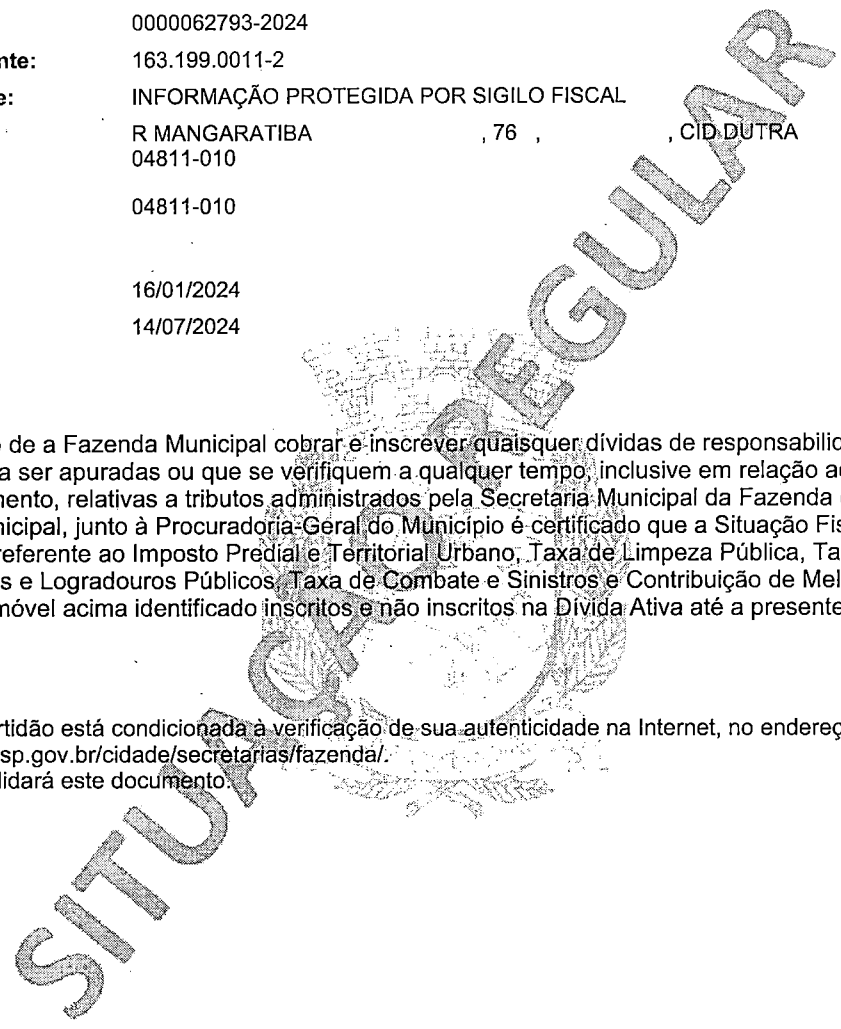 0000062793-2024
nte: 163.199.0011-2
e: INFORMAÇÃO PROTEGIDA POR SIGILO FISCAL
R MANGARATIBA , 76 , , CID DUTRA
04811-010
04811-010
16/01/2024
14/07/2024
de a Fazenda Municipal cobrar e inscrever quaisquer dívidas de responsabilid
a ser apuradas ou que se verifiquem a qualquer tempo, inclusive em relação ao
mento, relativas a tributos administrados pela Secretaria Municipal da Fazenda
nicipal, junto à Procuradoria-Geral do Município é certificado que a Situação Fis
referente ao Imposto Predial e Territorial Urbano, Taxa de Limpeza Pública, Ta
s e Logradouros Públicos, Taxa de Combate e Sinistros e Contribuição de Mel
móvel acima identificado inscritos e não inscritos na Dívida Ativa até a presente
rtidão está condicionada à verificação de sua autenticidade na Internet, no endereç
sp.gov.br/cidade/secretarias/fazenda/.
lidará este documento.
SITUAÇÃO REGULAR